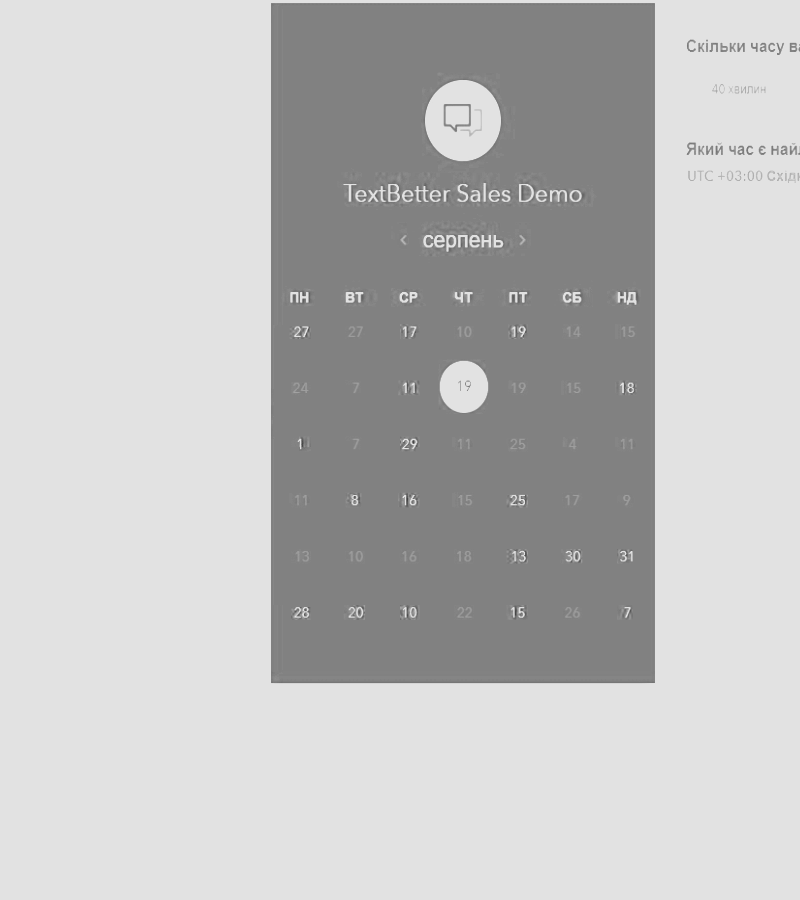 TextBetter Sales Demo
серпень
ПН ВТ СР ЧТ ПТ СБ НД
27 27 17 10 19 14 15
24 7 11 19 19 15 18
1 7 29 11 25 4 11
11 8 16 15 25 17 9
13 10 16 18 13 30 31
28 20 10 22 15 26 7
Скільки часу
40 хвилин
Який час є
UTC +03:00